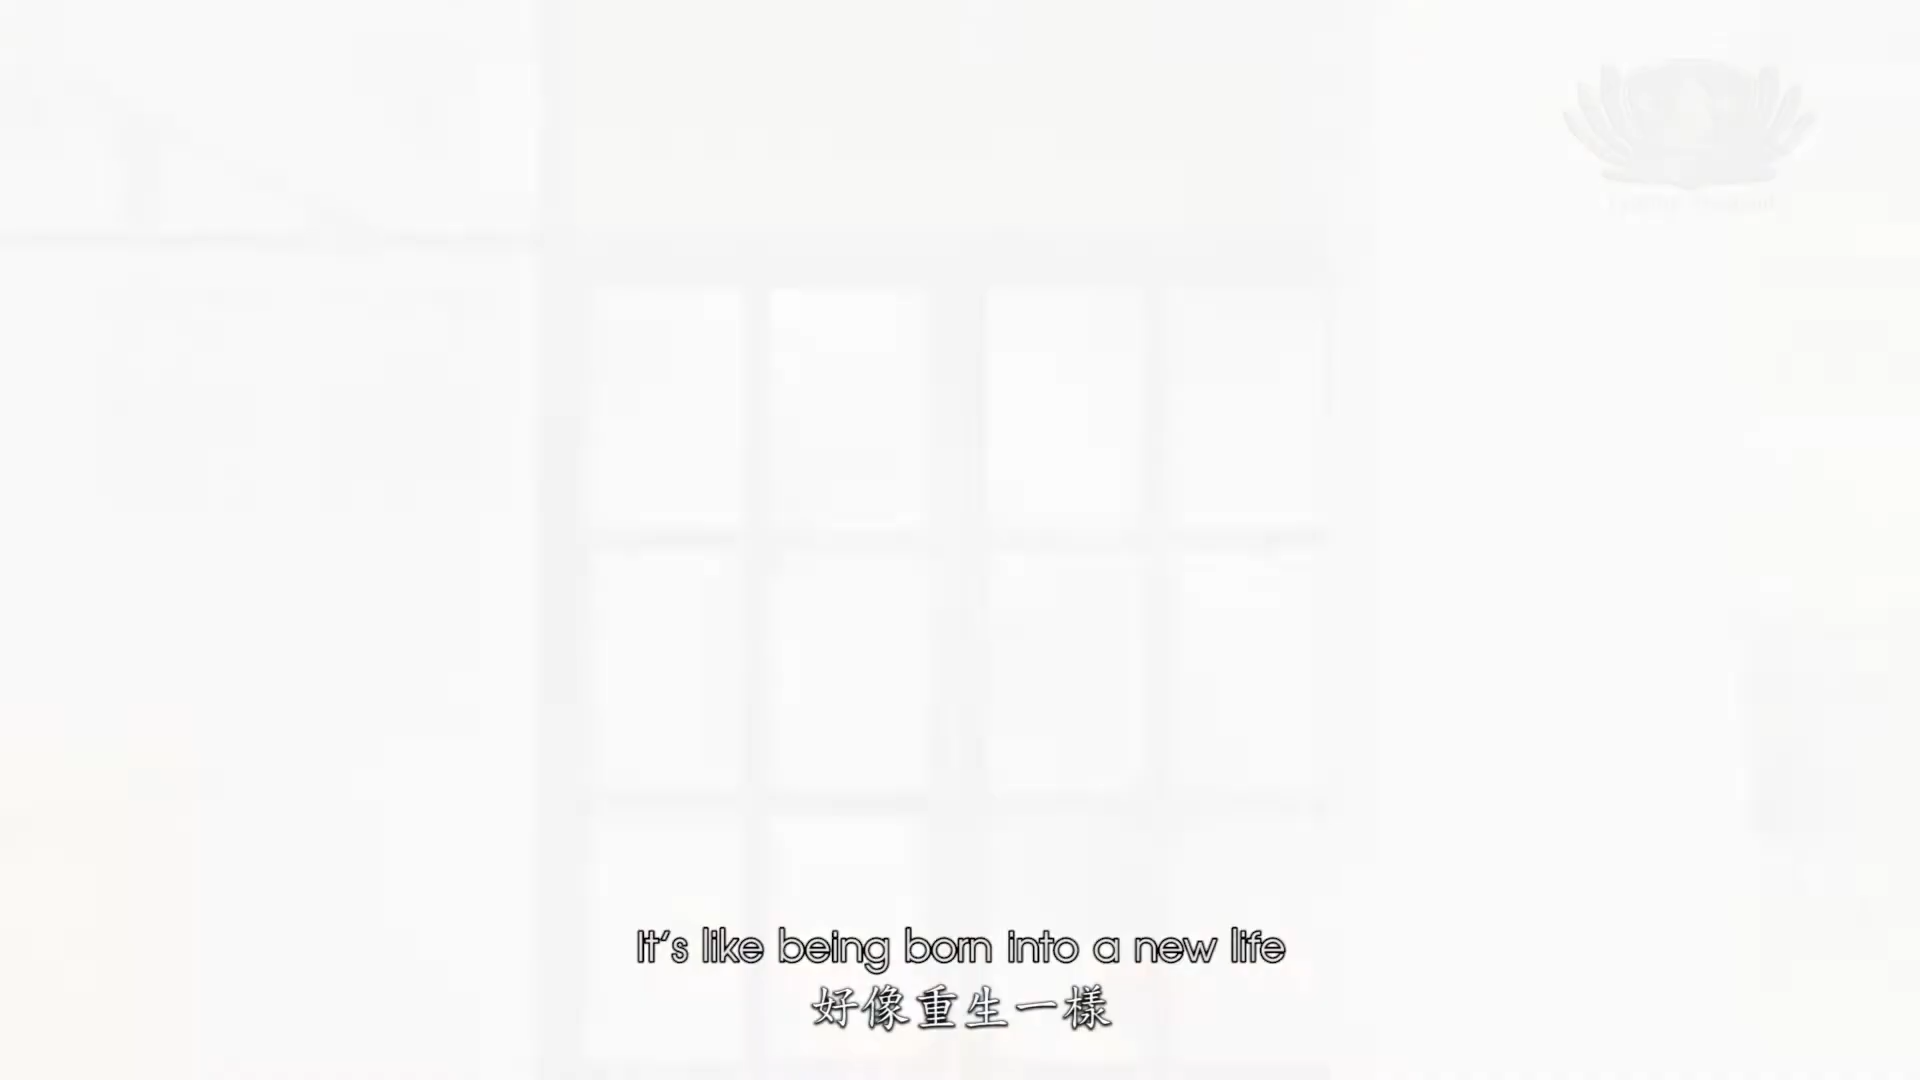 It's like being born into a new life
好像重生一樣